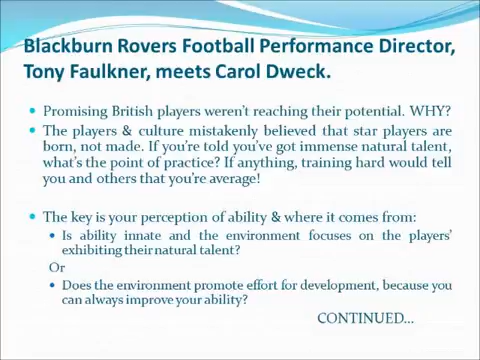 Blackburn Rovers Football Performance Director,
Tony Faulkner, meets Carol Dweck.
Promising British players weren't reaching their potential. WHY?
The players & culture mistakenly believed that star players are
born, not made. If you're told you've got immense natural talent,
what's the point of practice? If anything, training hard would tell
you and others that you're average!
The key is your perception of ability & where it comes from:
Is ability innate and the environment focuses on the players'
exhibiting their natural talent?
Or
Does the environment promote effort for development, because you
can always improve your ability?
CONTINUED...